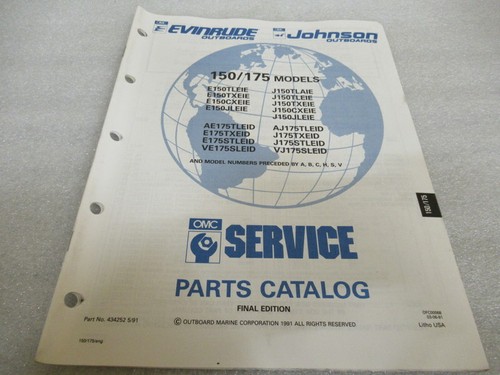 EVINRUDE
OUTBOARDS
Johnson
OUTBOARDS
150/175 MODELS
E150TLEIE J150TLAIE
E150TXEIE J150TLEIE
E150CXEIE J150TXEIE
E150JLEIE J150CXEIE
J150JLEIE
AE175TLEID AJ175TLEID
E175TXEID J175TXEID
E175STLEID J175STLEID
VE175SLEID VJ175SLEID
AND MODEL NUMBERS PRECEDED BY A, B, C, H, S, V
150/175
OMC
SERVICE
PARTS CATALOG
FINAL EDITION
Part No. 434252 5/91
© OUTBOARD MARINE CORPORATION 1991 ALL RIGHTS RESERVED
Litho USA